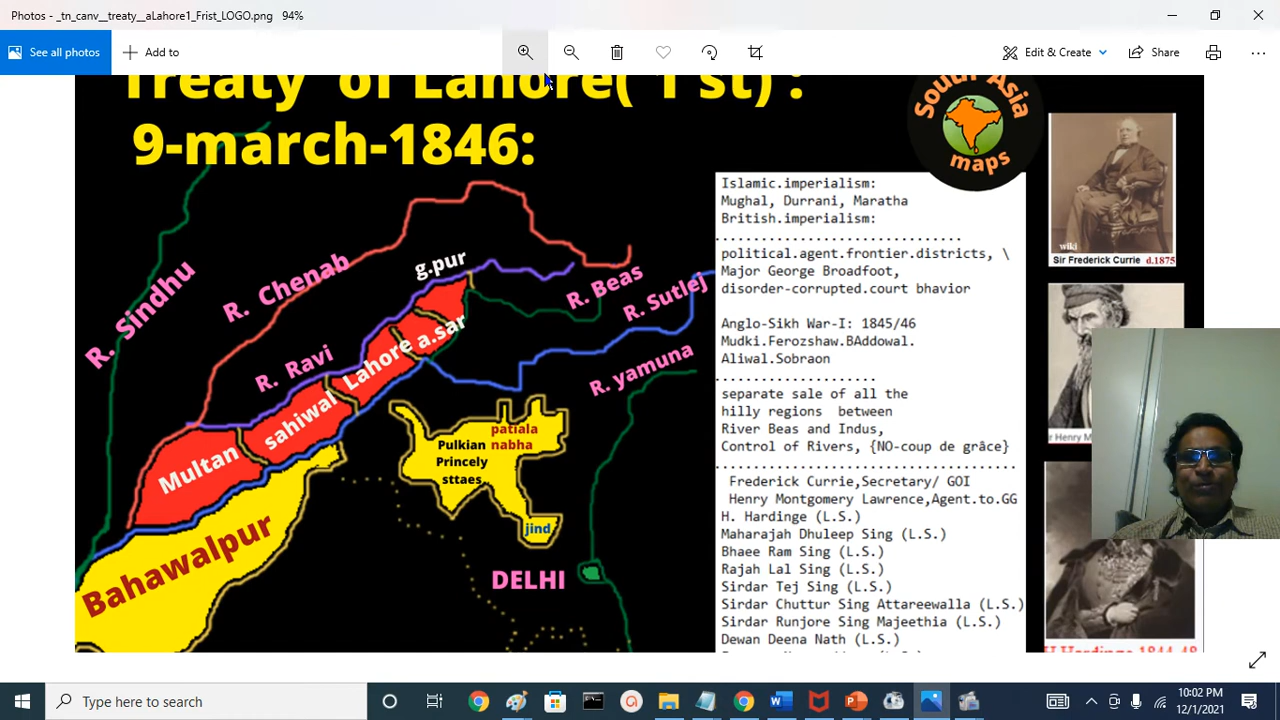 Photos - _tn_canv__treaty__aLahore1_Frist_LOGO.png   94%
See all photos
Add to
Edit & Create
Share
Treaty of Lahore( 1 st) :
9-march-1846:
South Asia
maps
R. Sindhu
R. Chenab
g.pur
R. Beas
R. Sutlej
a.sar
R. Ravi
Lahore
R. yamuna
sahiwal
Multan
patiala
nabha
Pulkian
Princely
sttaes
jind
Bahawalpur
DELHI
Islamic.imperialism:
Mughal, Durrani, Maratha
British.imperialism:
................................
political.agent.frontier.districts, \
Major George Broadfoot,
disorder-corrupted.court bhavior
Anglo-Sikh War-I: 1845/46
Mudki.Ferozshaw.BAddowal.
Aliwal.Sobraon
.....................
separate sale of all the
hilly regions  between
River Beas and Indus,
Control of Rivers, {NO-coup de grâce}
........................................
Frederick Currie,Secretary/ GOI
Henry Montgomery Lawrence,Agent.to.GG
H. Hardinge (L.S.)
Maharajah Dhuleep Sing (L.S.)
Bhaee Ram Sing (L.S.)
Rajah Lal Sing (L.S.)
Sirdar Tej Sing (L.S.)
Sirdar Chuttur Sing Attareewalla (L.S.)
Sirdar Runjore Sing Majeethia (L.S.)
Dewan Deena Nath (L.S.)
wiki
Sir Frederick Currie d.1875
Henry
Hardinge 1844-48
Type here to search
10:02 PM
12/1/2021